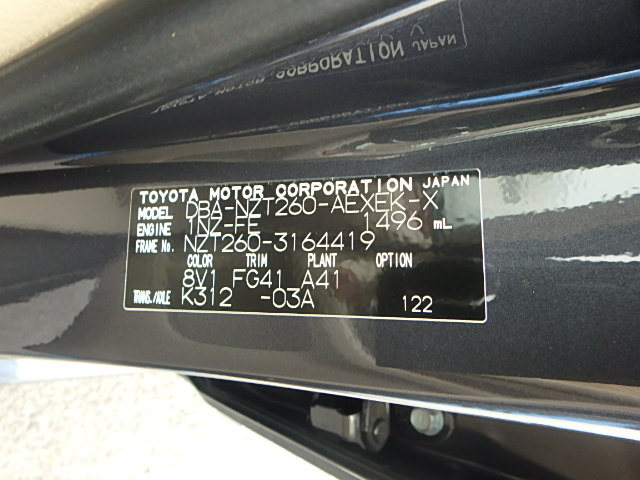 TOYOTA MOTOR CORPORATION JAPAN
MODEL DBA-NZT260-AEXEK-X
ENGINE 1NZ-FE 1496 mL
FRAME No. NZT260-3164419
COLOR TRIM PLANT OPTION
8V1 FG41 A41
TRANS./AXLE K312 -03A 122